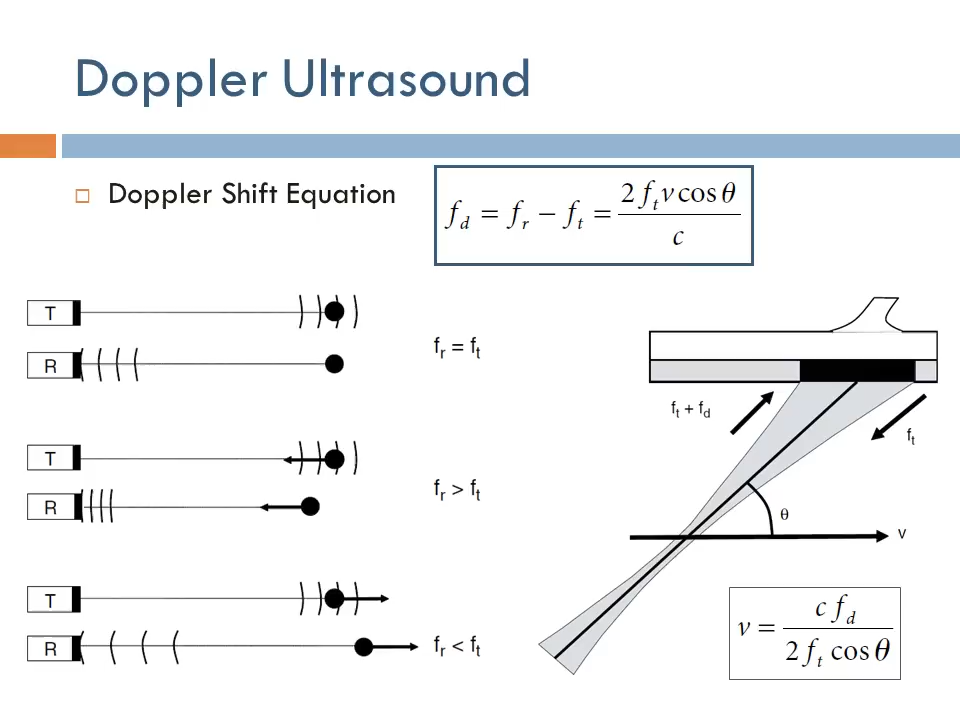 Doppler Ultrasound
Doppler Shift Equation
f_d = f_r − f_t = 2 f_t v cos θ / c
T
R
f_r = f_t
T
R
f_r > f_t
T
R
f_r < f_t
f_t + f_d
f_t
θ
v
v = c f_d / 2 f_t cos θ